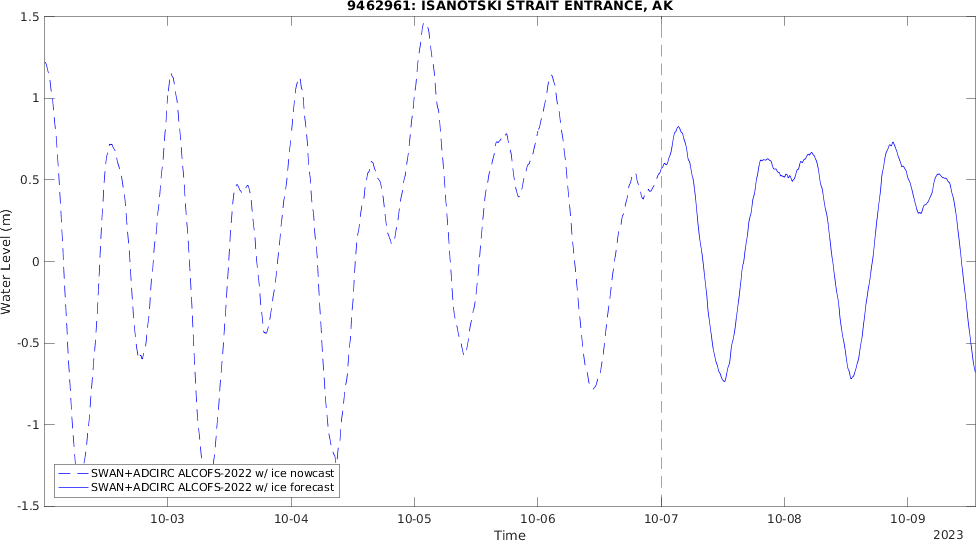 9462961: ISANOTSKI STRAIT ENTRANCE, AK
1.5
1
0.5
0
-0.5
-1
-1.5
Water Level (m)
SWAN+ADCIRC ALCOFS-2022 w/ ice nowcast
SWAN+ADCIRC ALCOFS-2022 w/ ice forecast
10-03 10-04 10-05 10-06 10-07 10-08 10-09
Time
2023